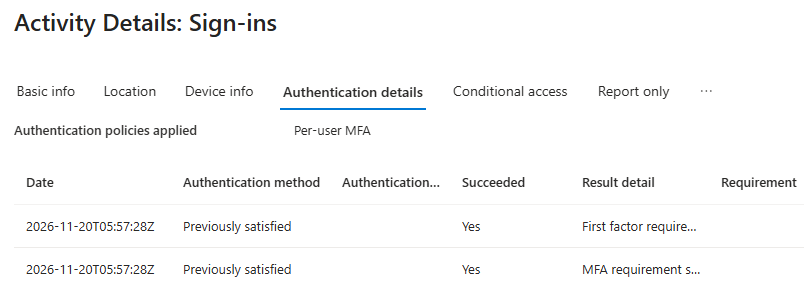 Activity Details: Sign-ins
Basic info Location Device info Authentication details Conditional access Report only ...
Authentication policies applied Per-user MFA
Date Authentication method Authentication... Succeeded Result detail Requirement
2026-11-20T05:57:28Z Previously satisfied Yes First factor require...
2026-11-20T05:57:28Z Previously satisfied Yes MFA requirement s...